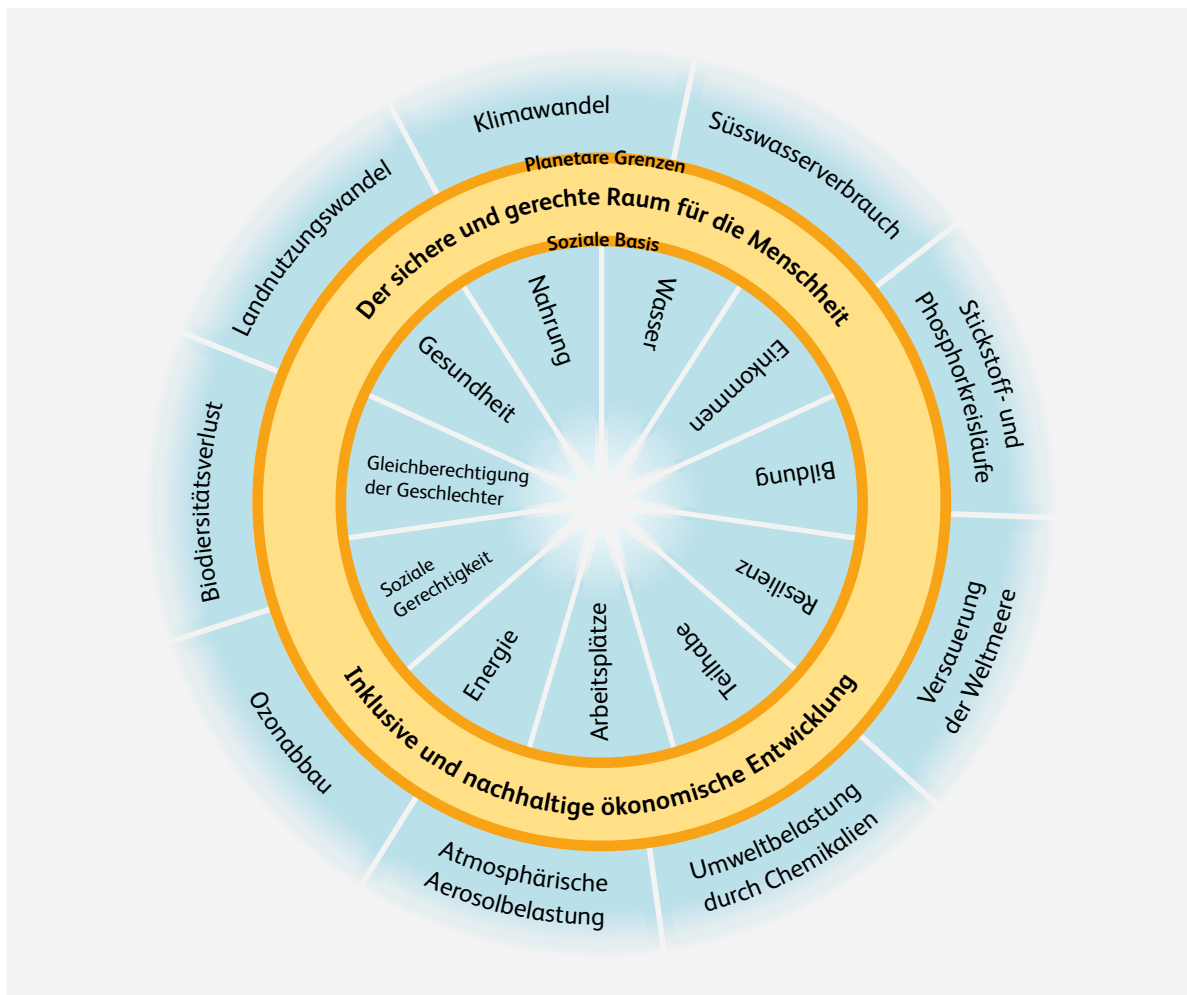 Klimawandel
Süsswasserverbrauch
Stickstoff- und
Phosphorkreisläufe
Versauerung
der Weltmeere
Umweltbelastung
durch Chemikalien
Atmosphärische
Aerosolbelastung
Ozonabbau
Biodiersitätsverlust
Landnutzungswandel
Planetare Grenzen
Der sichere und gerechte Raum für die Menschheit
Soziale Basis
Wasser
Einkommen
Bildung
Resilienz
Teilhabe
Arbeitsplätze
Energie
Soziale
Gerechtigkeit
Gleichberechtigung
der Geschlechter
Gesundheit
Nahrung
Inklusive und nachhaltige ökonomische Entwicklung